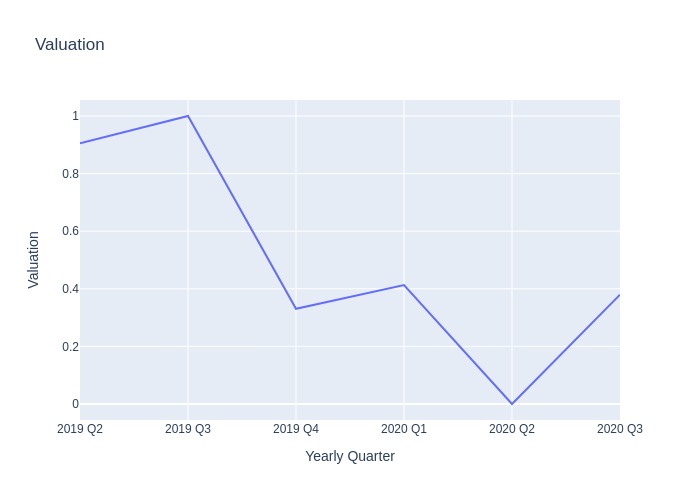 Valuation
1
0.8
0.6
0.4
0.2
0
Valuation
2019 Q2
2019 Q3
2019 Q4
2020 Q1
2020 Q2
2020 Q3
Yearly Quarter